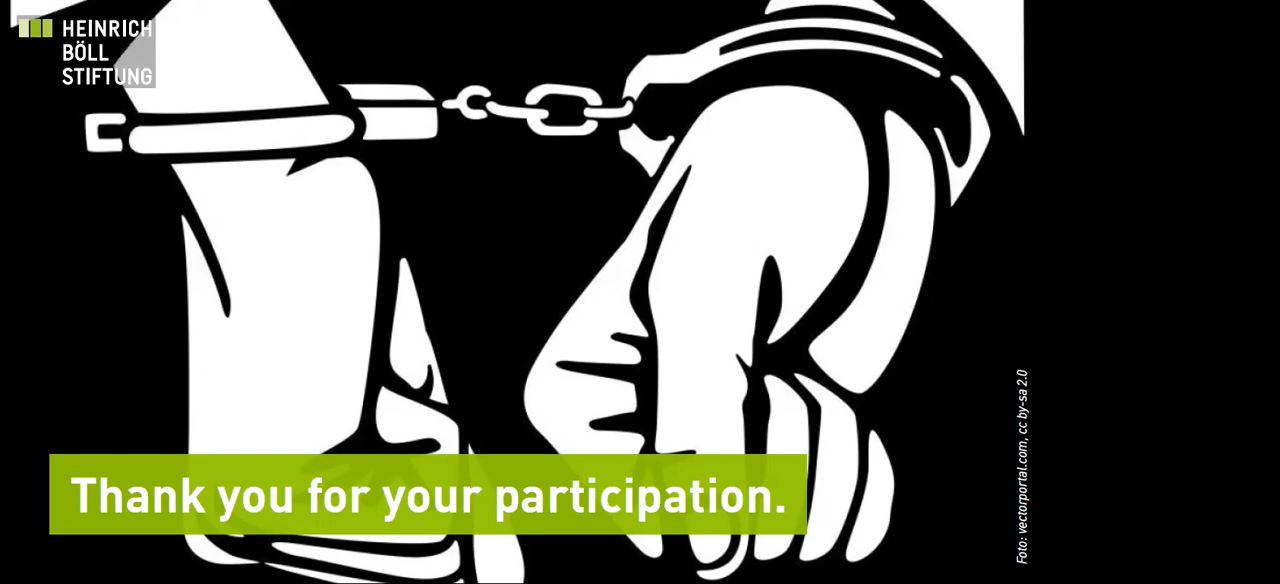 HEINRICH
BÖLL
STIFTUNG
Thank you for your participation.
Foto: vectorportal.com, cc by-sa 2.0